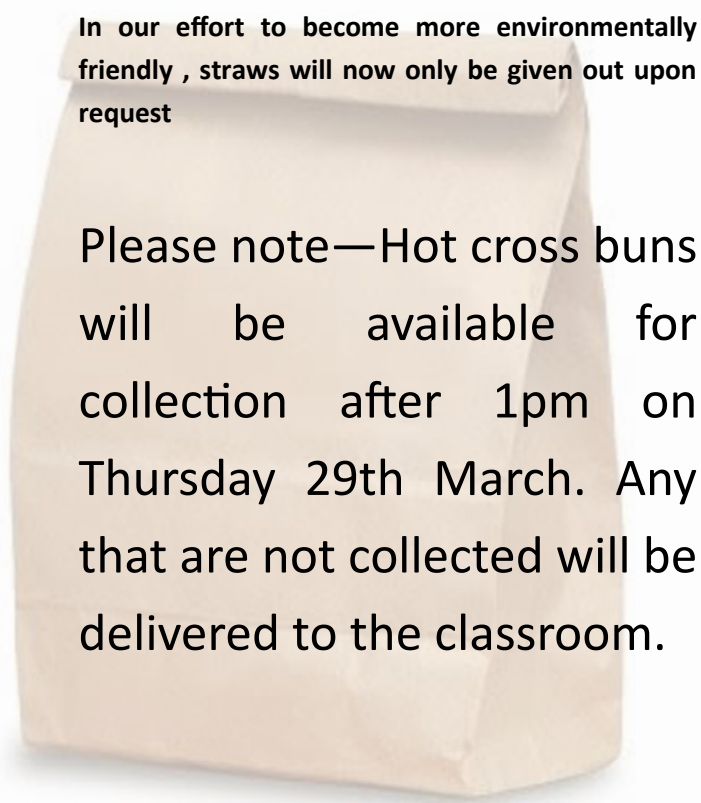 In our effort to become more environmentally
friendly , straws will now only be given out upon
request
Please note—Hot cross buns
will be available for
collection after 1pm on
Thursday 29th March. Any
that are not collected will be
delivered to the classroom.